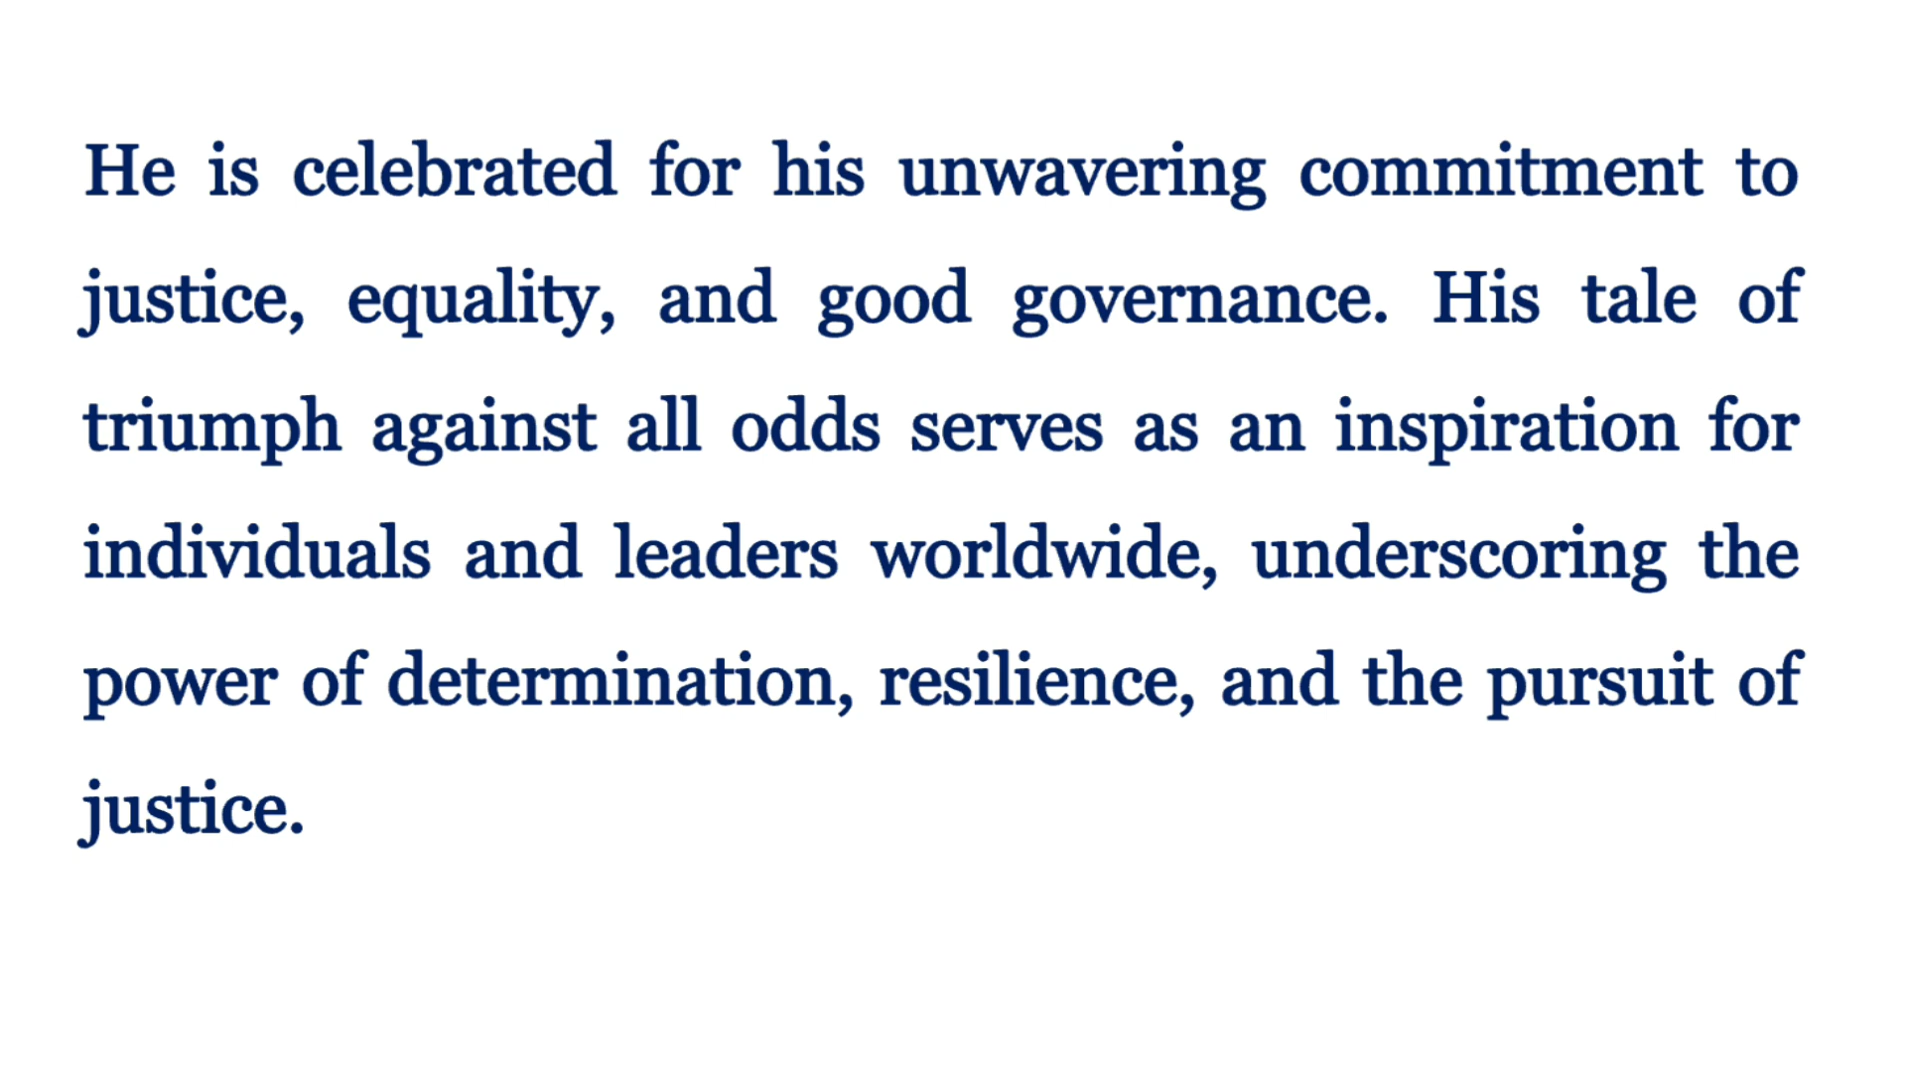 He is celebrated for his unwavering commitment to
justice, equality, and good governance. His tale of
triumph against all odds serves as an inspiration for
individuals and leaders worldwide, underscoring the
power of determination, resilience, and the pursuit of
justice.